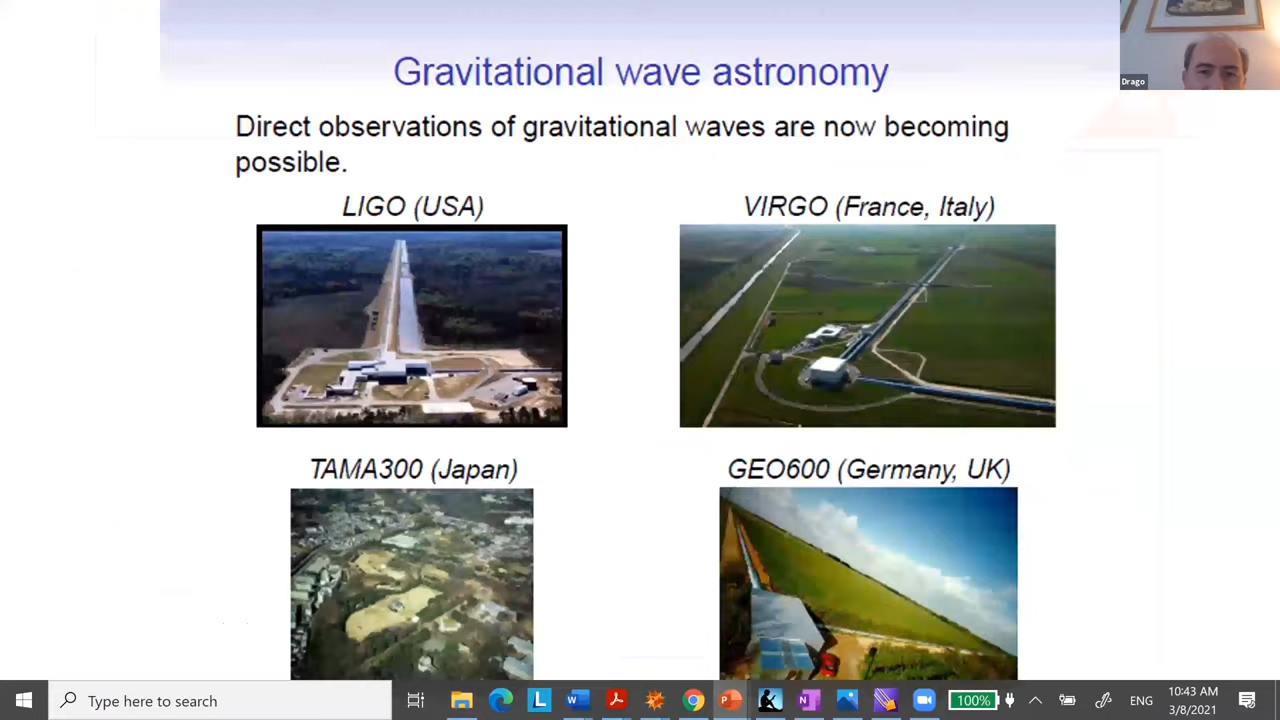 Gravitational wave astronomy
Drago
Direct observations of gravitational waves are now becoming
possible.
LIGO (USA)
VIRGO (France, Italy)
TAMA300 (Japan)
GEO600 (Germany, UK)
Type here to search
100%
ENG
10:43 AM
3/8/2021